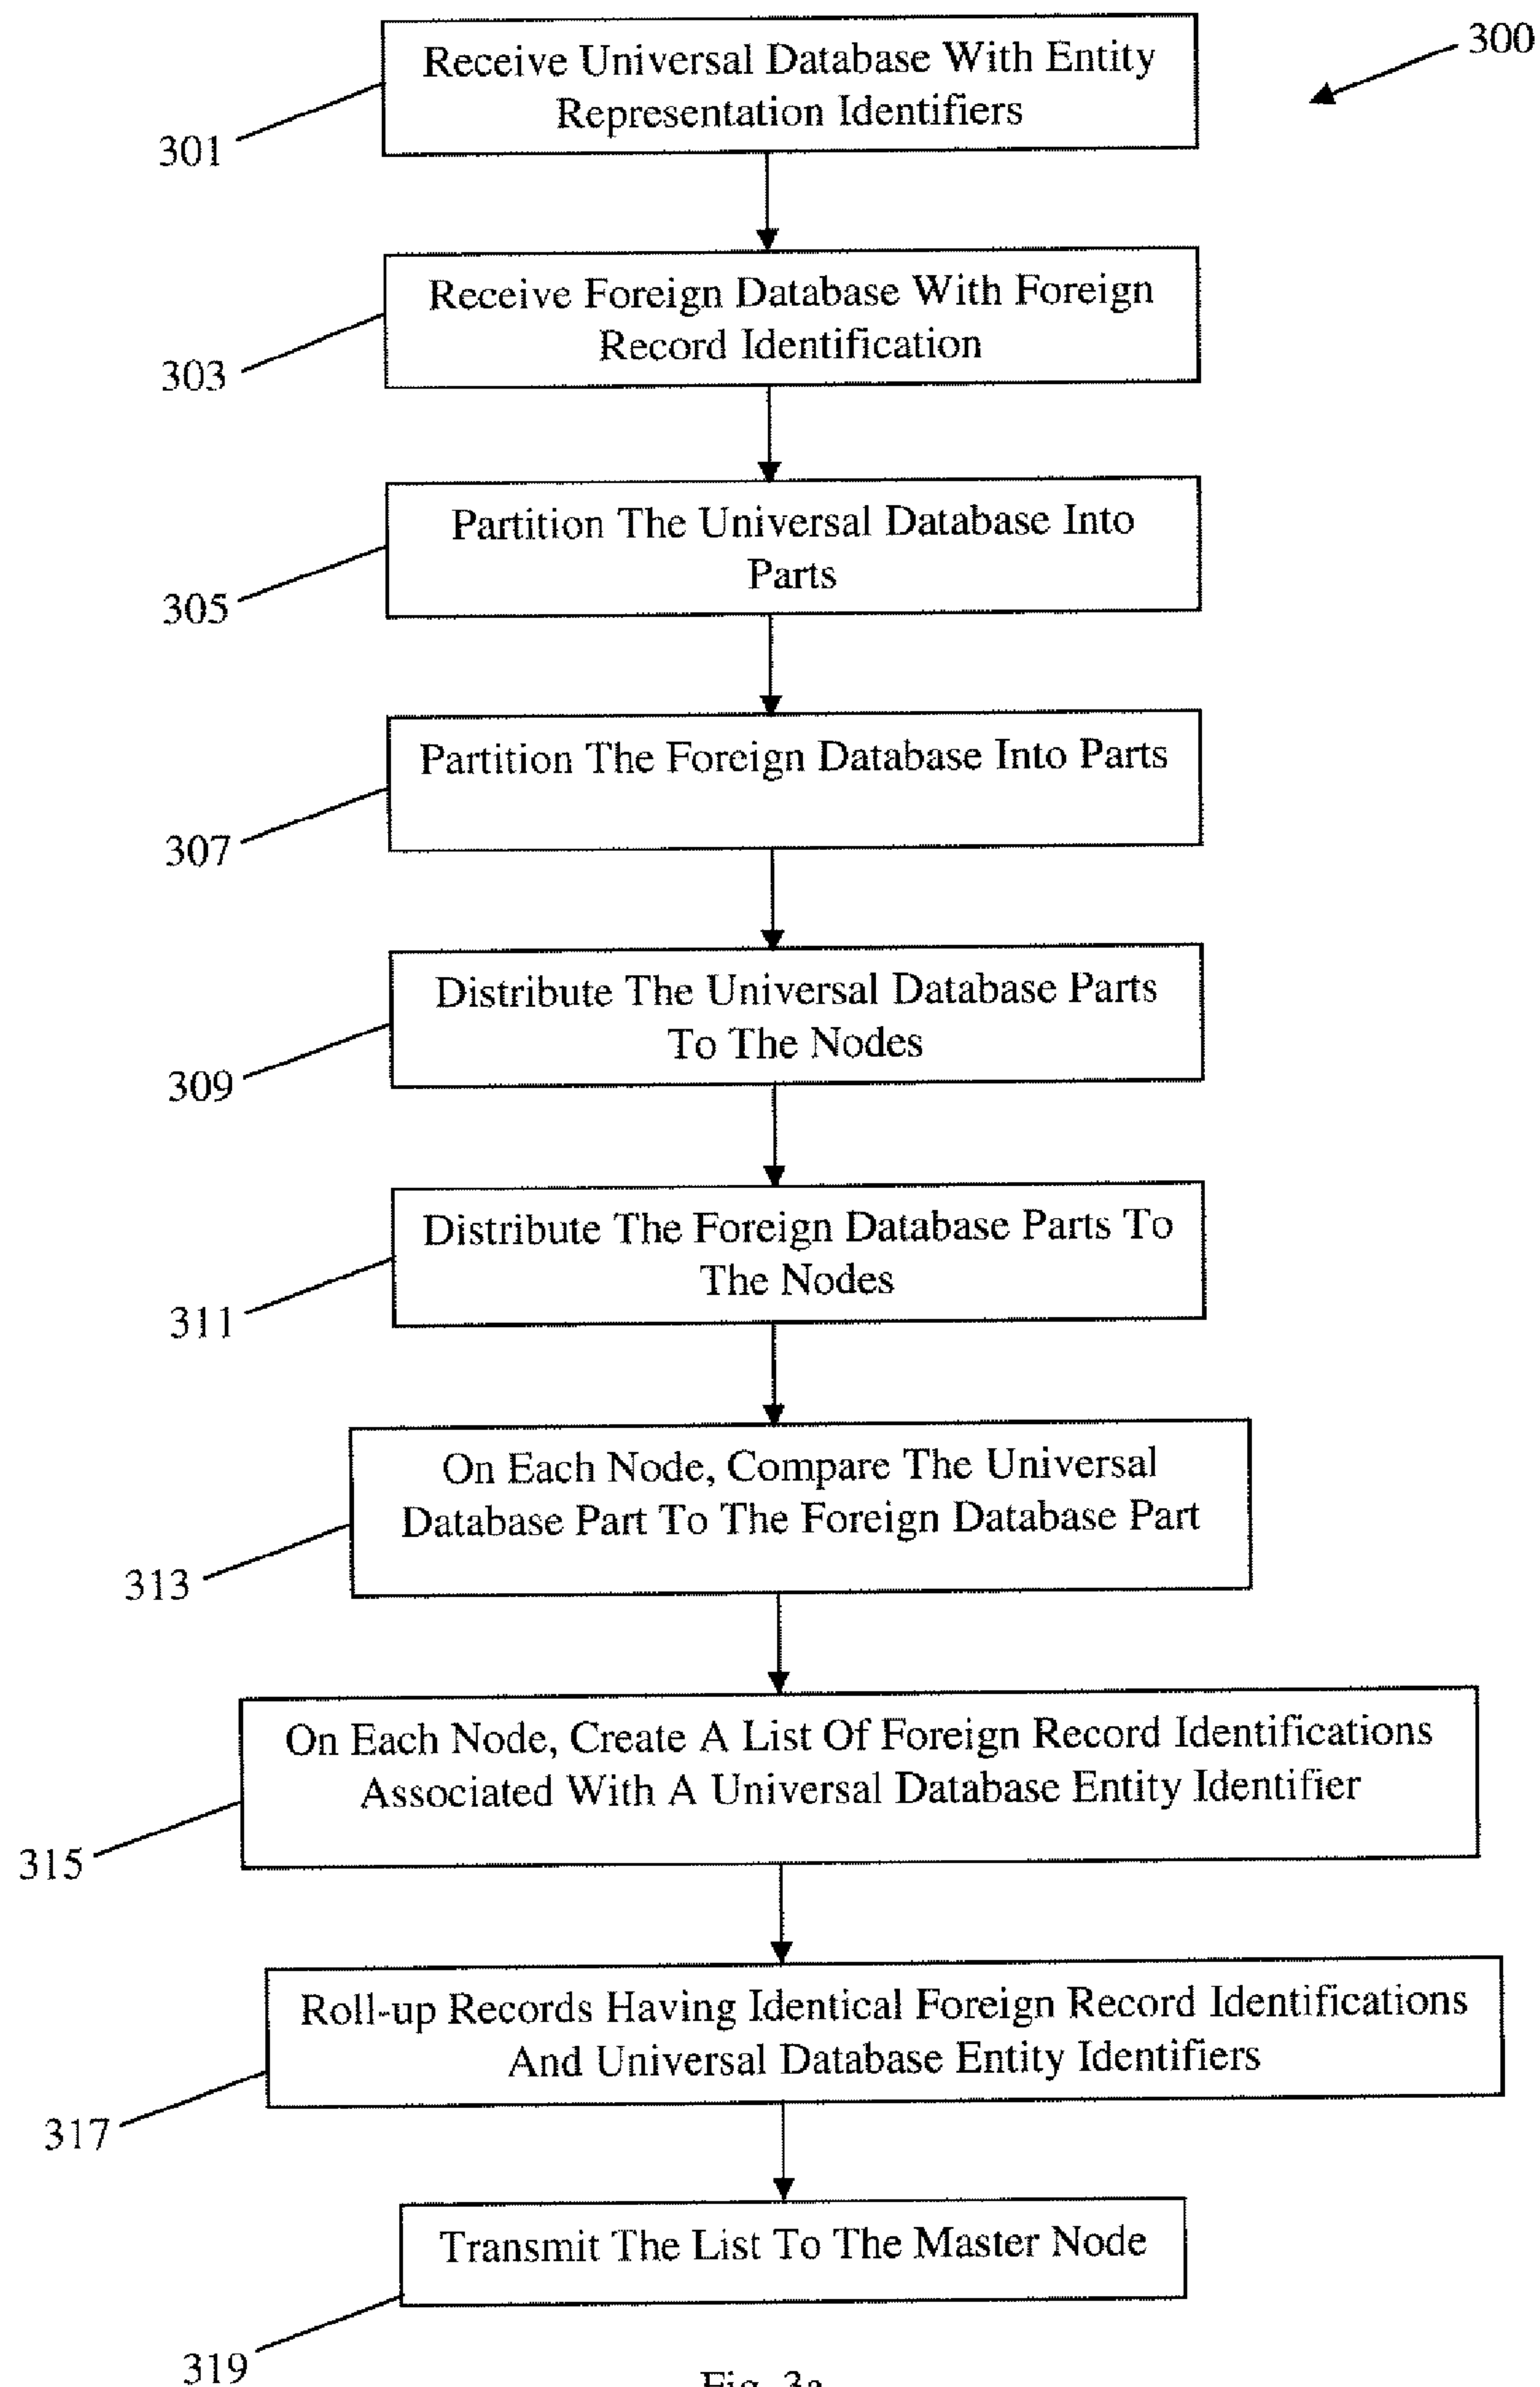 300
Receive Universal Database With Entity
Representation Identifiers
301
Receive Foreign Database With Foreign
Record Identification
303
Partition The Universal Database Into
Parts
305
Partition The Foreign Database Into Parts
307
Distribute The Universal Database Parts
To The Nodes
309
Distribute The Foreign Database Parts To
The Nodes
311
On Each Node, Compare The Universal
Database Part To The Foreign Database Part
313
On Each Node, Create A List Of Foreign Record Identifications
Associated With A Universal Database Entity Identifier
315
Roll-up Records Having Identical Foreign Record Identifications
And Universal Database Entity Identifiers
317
Transmit The List To The Master Node
319
Fig. 3a